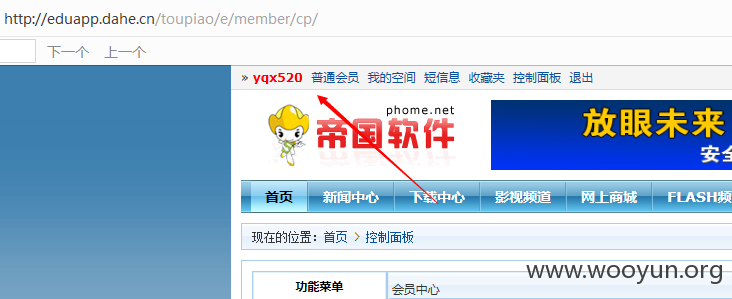 http://eduapp.dahe.cn/toupiao/e/member/cp/
下一个 上一个
» yqx520 普通会员 我的空间 短信息 收藏夹 控制面板 退出
phome.net
帝国软件
放眼未来
安全
首页 新闻中心 下载中心 影视频道 网上商城 FLASH频
现在的位置：首页 > 控制面板
功能菜单 会员中心
www.wooyun.org